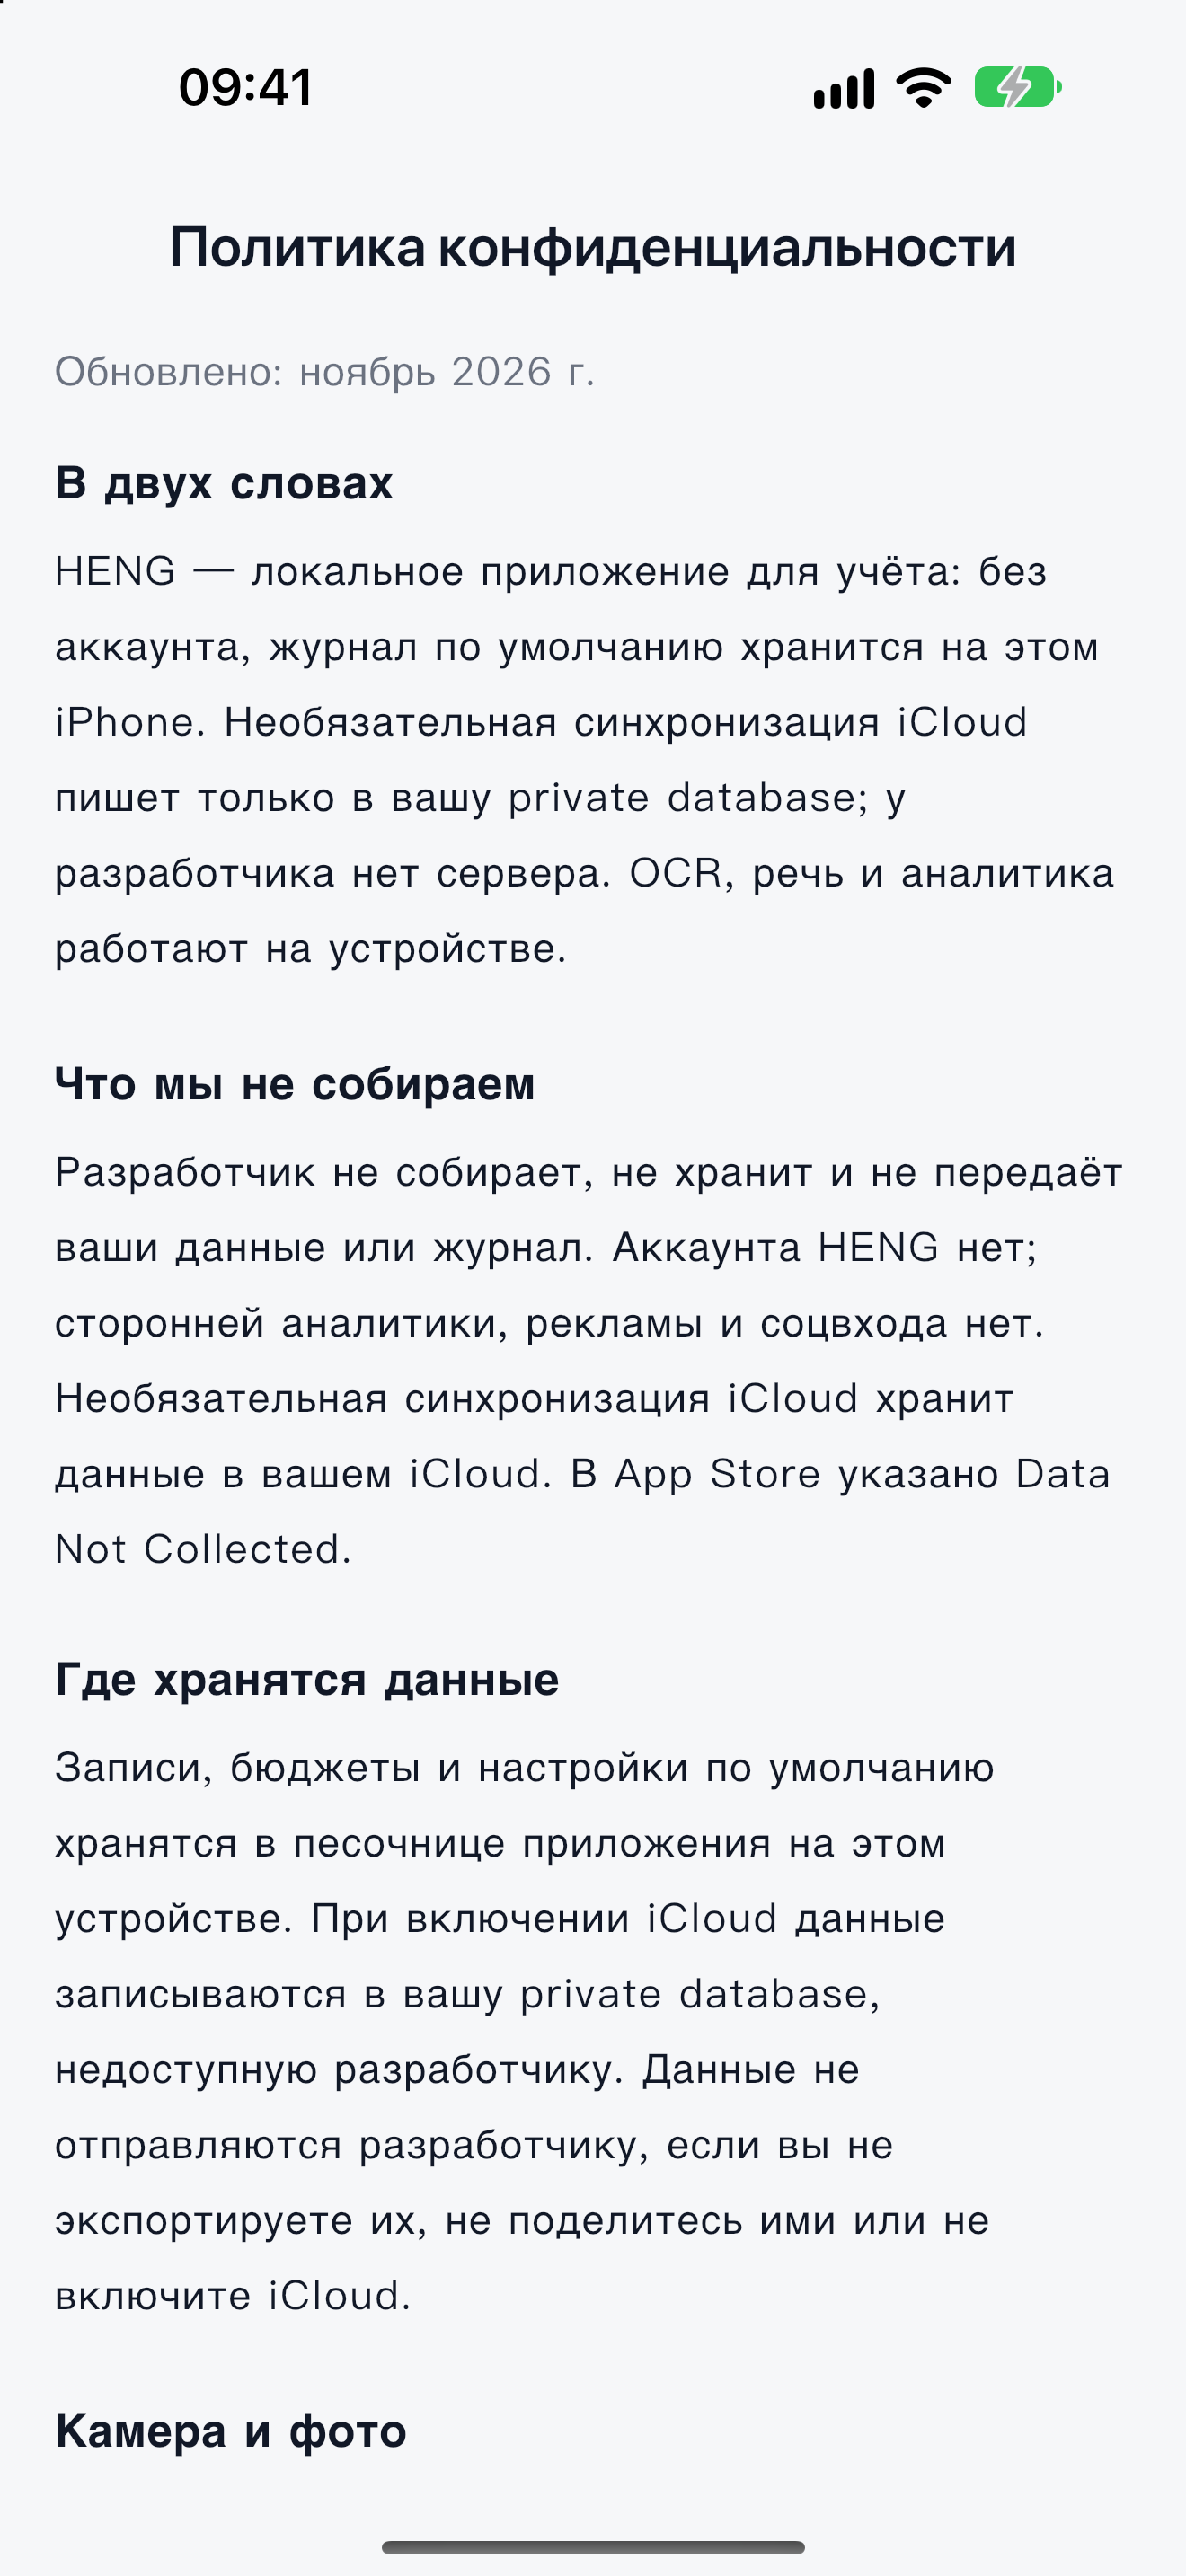 09:41
Политика конфиденциальности
Обновлено: ноябрь 2026 г.
В двух словах
HENG — локальное приложение для учёта: без
аккаунта, журнал по умолчанию хранится на этом
iPhone. Необязательная синхронизация iCloud
пишет только в вашу private database; у
разработчика нет сервера. OCR, речь и аналитика
работают на устройстве.
Что мы не собираем
Разработчик не собирает, не хранит и не передаёт
ваши данные или журнал. Аккаунта HENG нет;
сторонней аналитики, рекламы и соцвхода нет.
Необязательная синхронизация iCloud хранит
данные в вашем iCloud. В App Store указано Data
Not Collected.
Где хранятся данные
Записи, бюджеты и настройки по умолчанию
хранятся в песочнице приложения на этом
устройстве. При включении iCloud данные
записываются в вашу private database,
недоступную разработчику. Данные не
отправляются разработчику, если вы не
экспортируете их, не поделитесь ими или не
включите iCloud.
Камера и фото